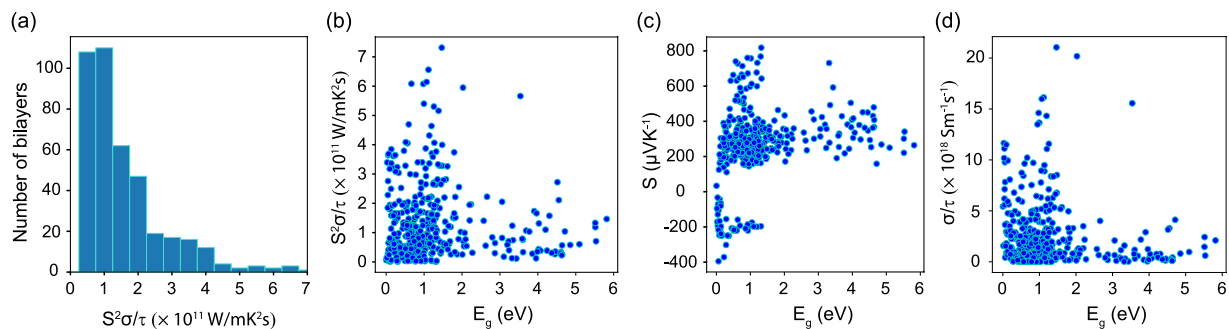 (a)
Number of bilayers
100
80
60
40
20
0
0 1 2 3 4 5 6 7
S²σ/τ (× 10¹¹ W/mK²s)
(b)
S²σ/τ (× 10¹¹ W/mK²s)
7
6
5
4
3
2
1
0
0 1 2 3 4 5 6
E_g (eV)
(c)
S (μVK⁻¹)
800
600
400
200
0
-200
-400
0 1 2 3 4 5 6
E_g (eV)
(d)
σ/τ (× 10¹⁸ Sm⁻¹s⁻¹)
20
15
10
5
0
0 1 2 3 4 5 6
E_g (eV)